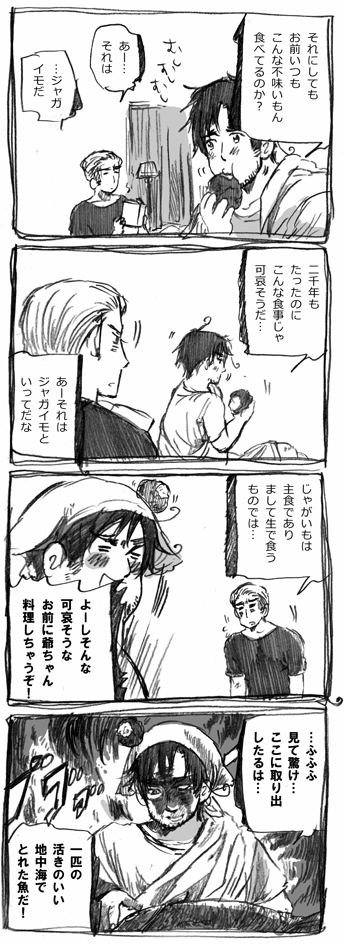 それにしても
お前いつも
こんな不味いもん
食べてるのか?
むしむしむし
あー…
それは
…ジャガ
イモだ
二千年も
たったのに
こんな食事じゃ
可哀そうだ…
あーそれは
ジャガイモと
いってだな
じゃがいもは
主食であり
まして生で食う
ものでは…
よーしそんな
可哀そうな
お前に爺ちゃん
料理しちゃうぞ!
…ふふふ
見て驚け…
ここに取り出
したるは…
一匹の
活きのいい
地中海で
とれた魚だ!